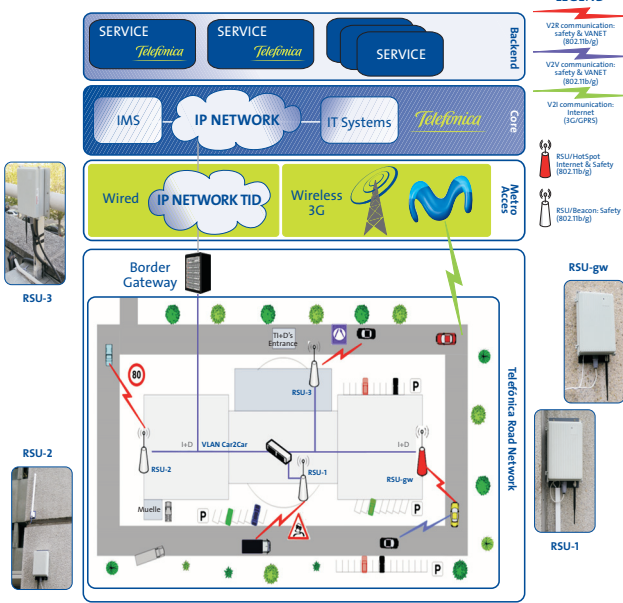 SERVICE
Telefónica
SERVICE
Telefónica
SERVICE
Backend
IMS
IP NETWORK
IT Systems
Telefónica
Core
Wired
IP NETWORK TID
Wireless
3G
Metro
Acces
V2R communication:
safety & VANET
(802.11b/g)
V2V communication:
safety & VANET
(802.11b/g)
V2I communication:
Internet
(3G/GPRS)
RSU/HotSpot
Internet & Safety
(802.11b/g)
RSU/Beacon: Safety
(802.11b/g)
RSU-3
Border
Gateway
RSU-gw
TI+D's
Entrance
80
RSU-3
P
I+D
VLAN Car2Car
I+D
RSU-2
RSU-1
RSU-gw
Muelle
P
P
P
Telefónica Road Network
RSU-2
RSU-1